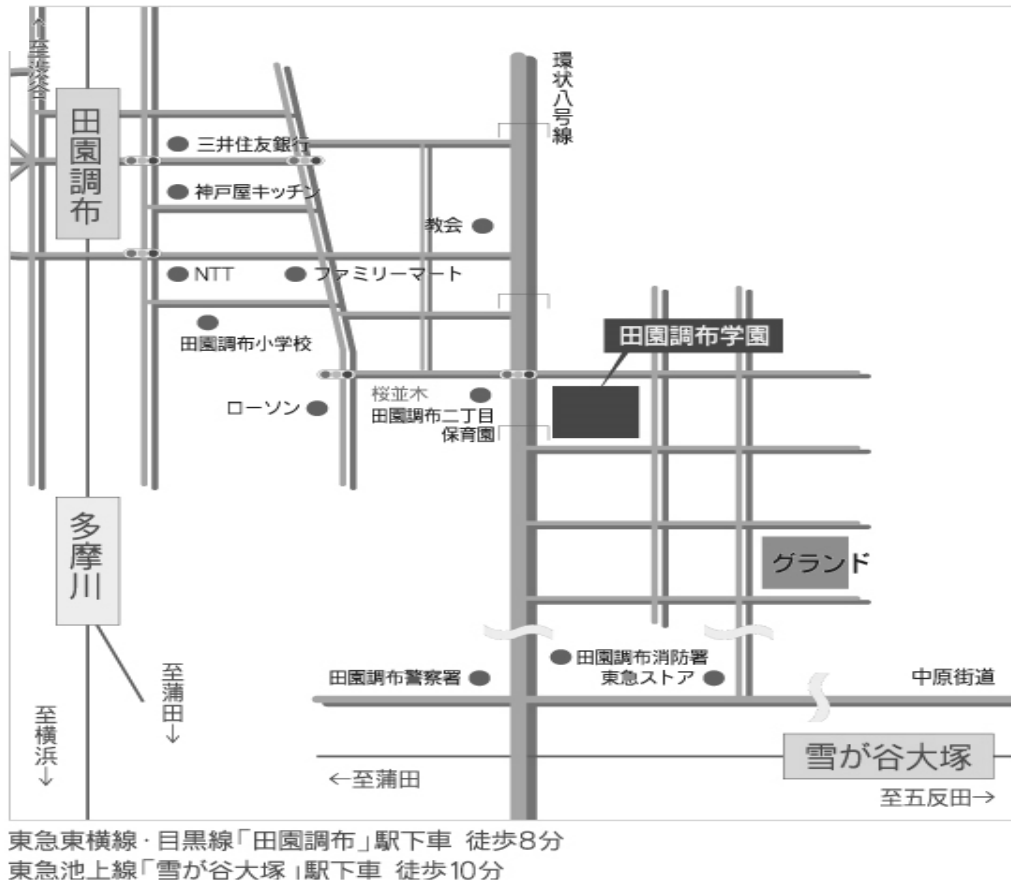 ↑至渋谷
田園調布
環状八号線
三井住友銀行
神戸屋キッチン
教会
NTT
ファミリーマート
田園調布小学校
田園調布学園
ローソン
桜並木
田園調布二丁目
保育園
多摩川
グランド
田園調布消防署
田園調布警察署
東急ストア
中原街道
至蒲田↓
至横浜↓
雪が谷大塚
←至蒲田
至五反田→
東急東横線・目黒線「田園調布」駅下車 徒歩8分
東急池上線「雪が谷大塚」駅下車 徒歩10分